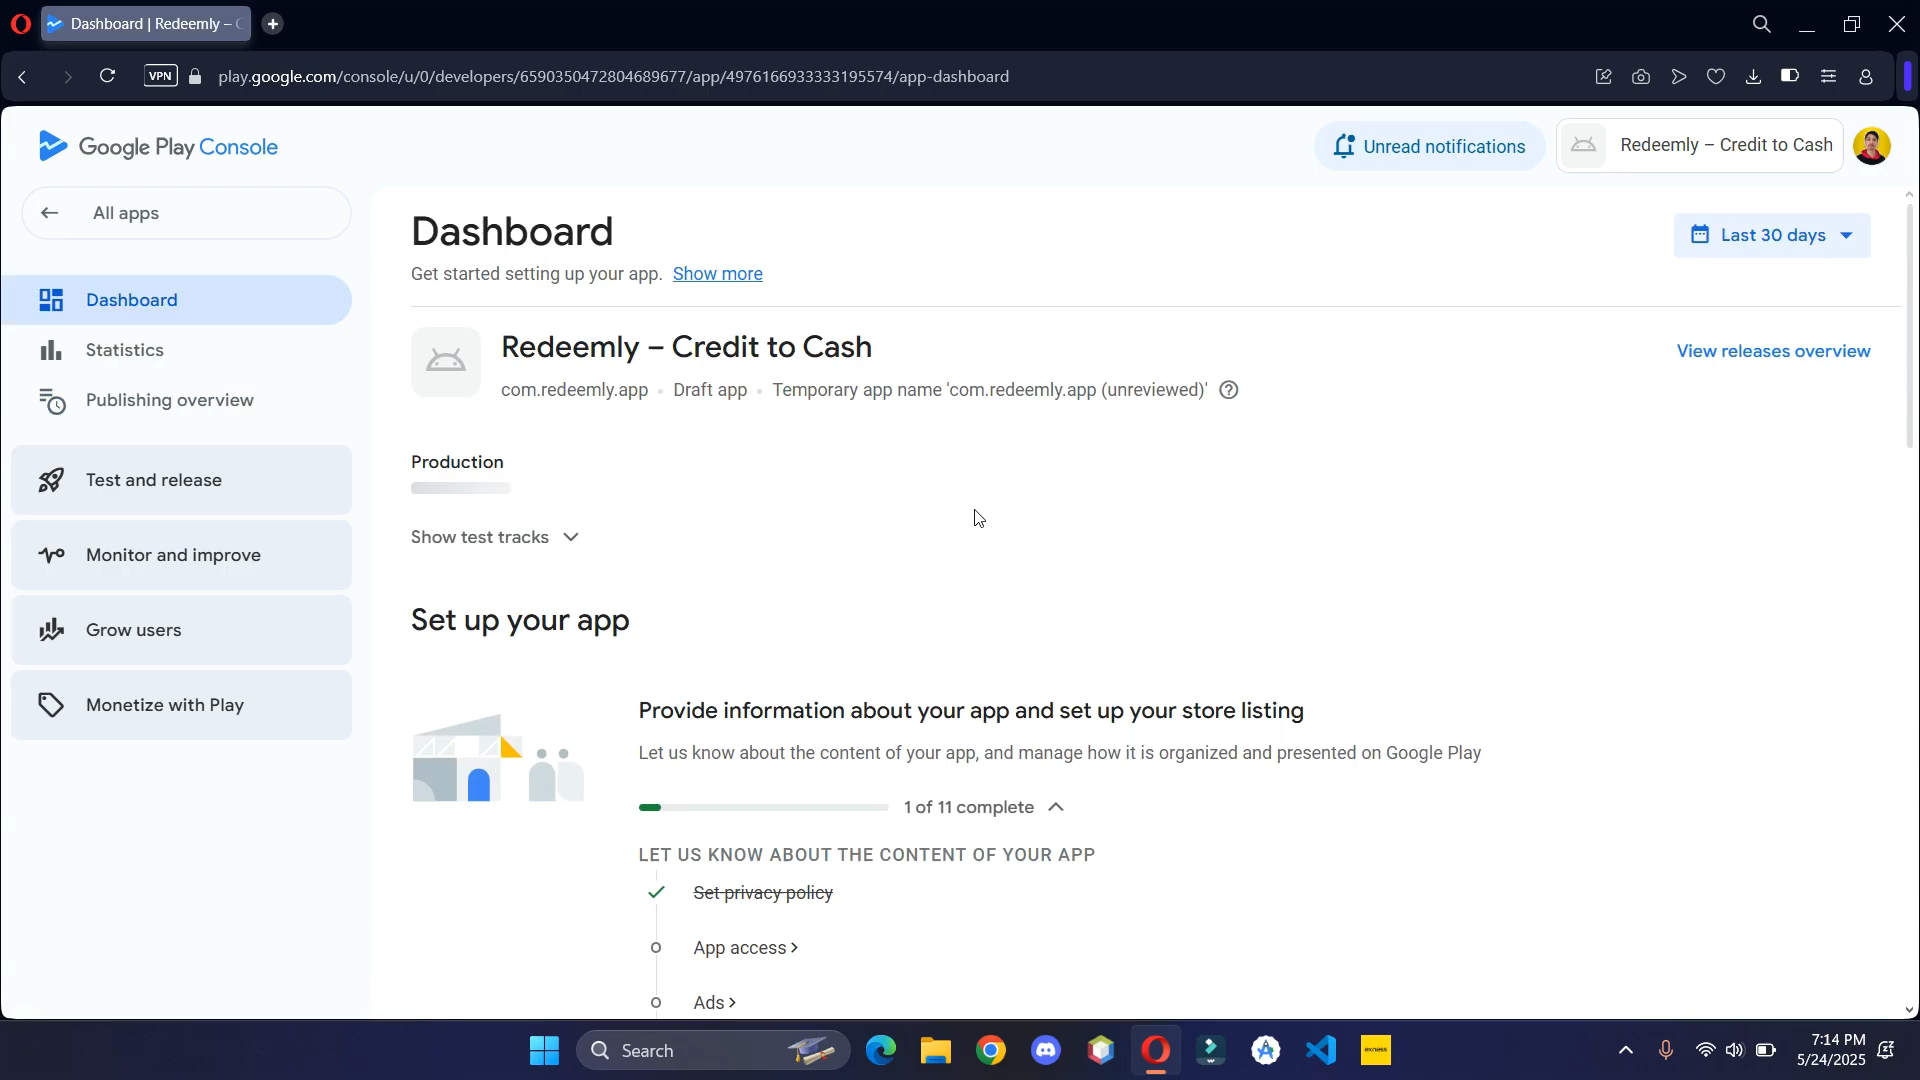 Dashboard | Redeemly – C
VPN
play.google.com/console/u/0/developers/6590350472804689677/app/4976166933333195574/app-dashboard
Google Play Console
Unread notifications
Redeemly – Credit to Cash
All apps
Dashboard
Statistics
Publishing overview
Test and release
Monitor and improve
Grow users
Monetize with Play
Dashboard
Last 30 days
Get started setting up your app. Show more
Redeemly – Credit to Cash
View releases overview
com.redeemly.app • Draft app • Temporary app name 'com.redeemly.app (unreviewed)'
Production
Show test tracks
Set up your app
Provide information about your app and set up your store listing
Let us know about the content of your app, and manage how it is organized and presented on Google Play
1 of 11 complete
LET US KNOW ABOUT THE CONTENT OF YOUR APP
Set privacy policy
App access >
Ads >
Search
exness
7:14 PM
5/24/2025